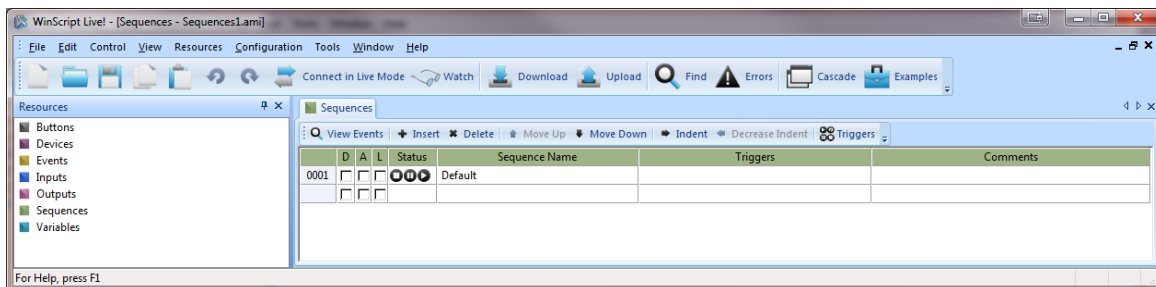 WinScript Live! - [Sequences - Sequences1.ami]
File Edit Control View Resources Configuration Tools Window Help
Connect in Live Mode Watch Download Upload Find Errors Cascade Examples
Resources
Sequences
Buttons
Devices
Events
Inputs
Outputs
Sequences
Variables
View Events Insert Delete Move Up Move Down Indent Decrease Indent Triggers
D A L Status Sequence Name Triggers Comments
0001 Default
For Help, press F1